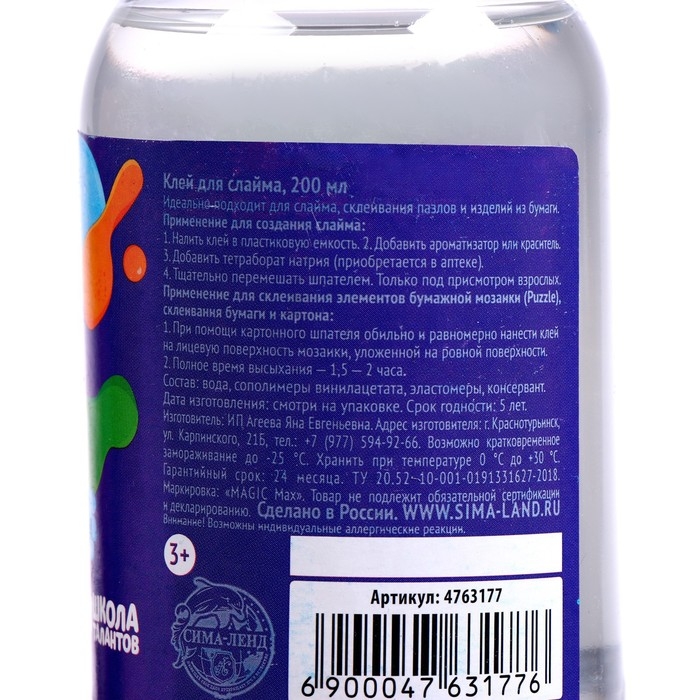 Клей для слайма, 200 мл
Идеально подходит для слайма, склеивания пазлов и изделий из бумаги.
Применение для создания слайма:
1. Налить клей в пластиковую емкость. 2. Добавить ароматизатор или краситель.
3. Добавить тетраборат натрия (приобретается в аптеке).
4. Тщательно перемешать шпателем. Только под присмотром взрослых.
Применение для склеивания элементов бумажной мозаики (Puzzle),
склеивания бумаги и картона:
1. При помощи картонного шпателя обильно и равномерно нанести клей
на лицевую поверхность мозаики, уложенной на ровной поверхности.
2. Полное время высыхания — 1,5 — 2 часа.
Состав: вода, сополимеры винилацетата, эластомеры, консервант.
Дата изготовления: смотри на упаковке. Срок годности: 5 лет.
Изготовитель: ИП Агеева Яна Евгеньевна. Адрес изготовителя: г. Краснотурьинск,
ул. Карпинского, 21Б, тел.: +7 (977) 594-92-66. Возможно кратковременное
замораживание до -25 °С. Хранить при температуре 0 °С до +30 °С.
Гарантийный срок: 24 месяца. ТУ 20.52-10-001-0191331627-2018.
Маркировка: «MAGIC Max». Товар не подлежит обязательной сертификации
и декларированию. Сделано в России. WWW.SIMA-LAND.RU
Внимание! Возможны индивидуальные аллергические реакции.
3+
СИМА-ЛЕНД
ШКОЛА
ТАЛАНТОВ
Артикул: 4763177
6 900047 631776